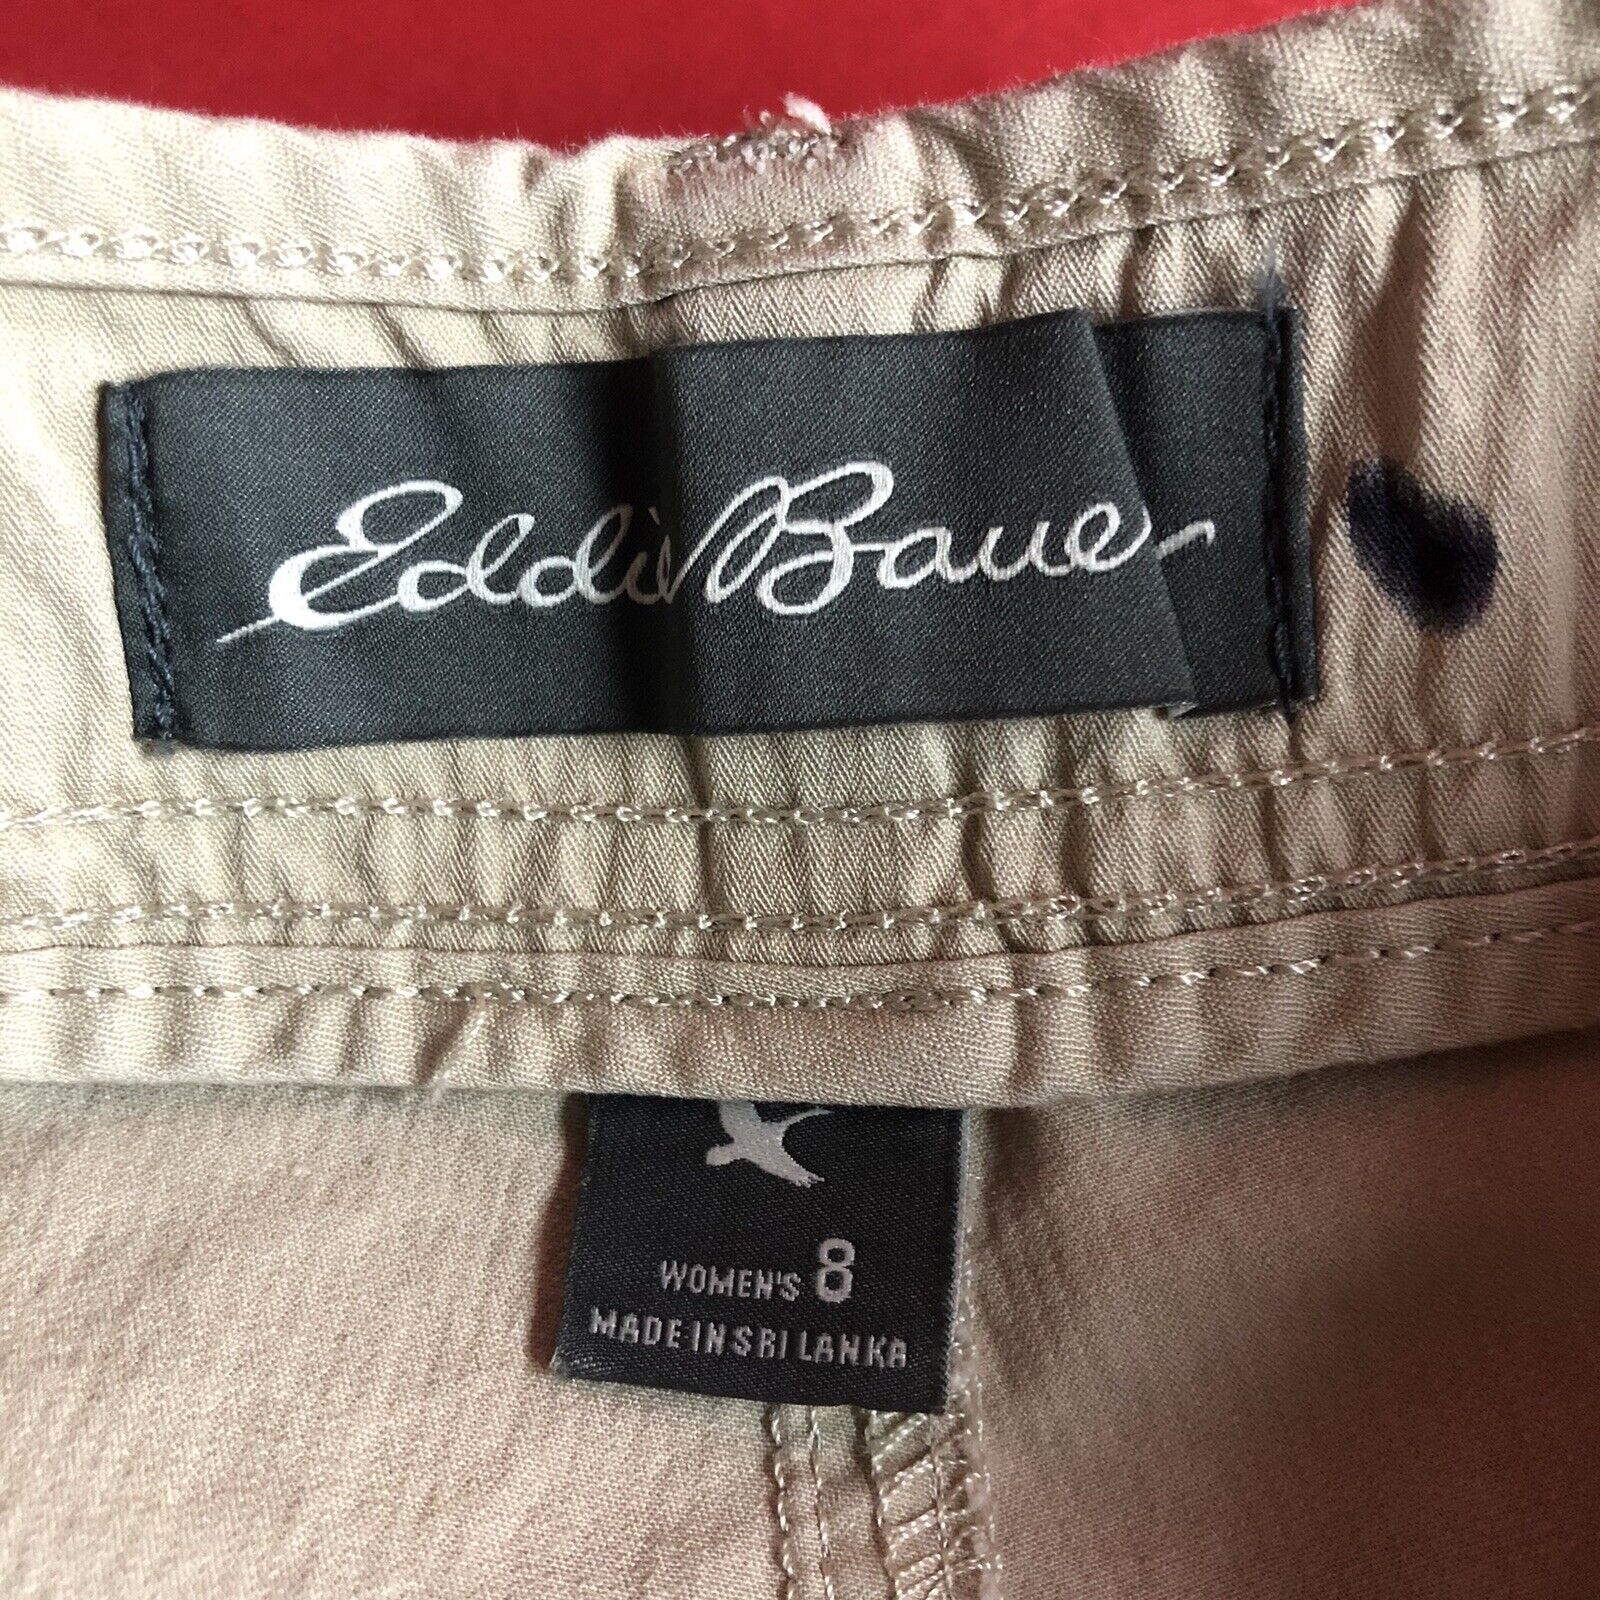 Eddie Bauer
WOMEN'S 8
MADE IN SRI LANKA